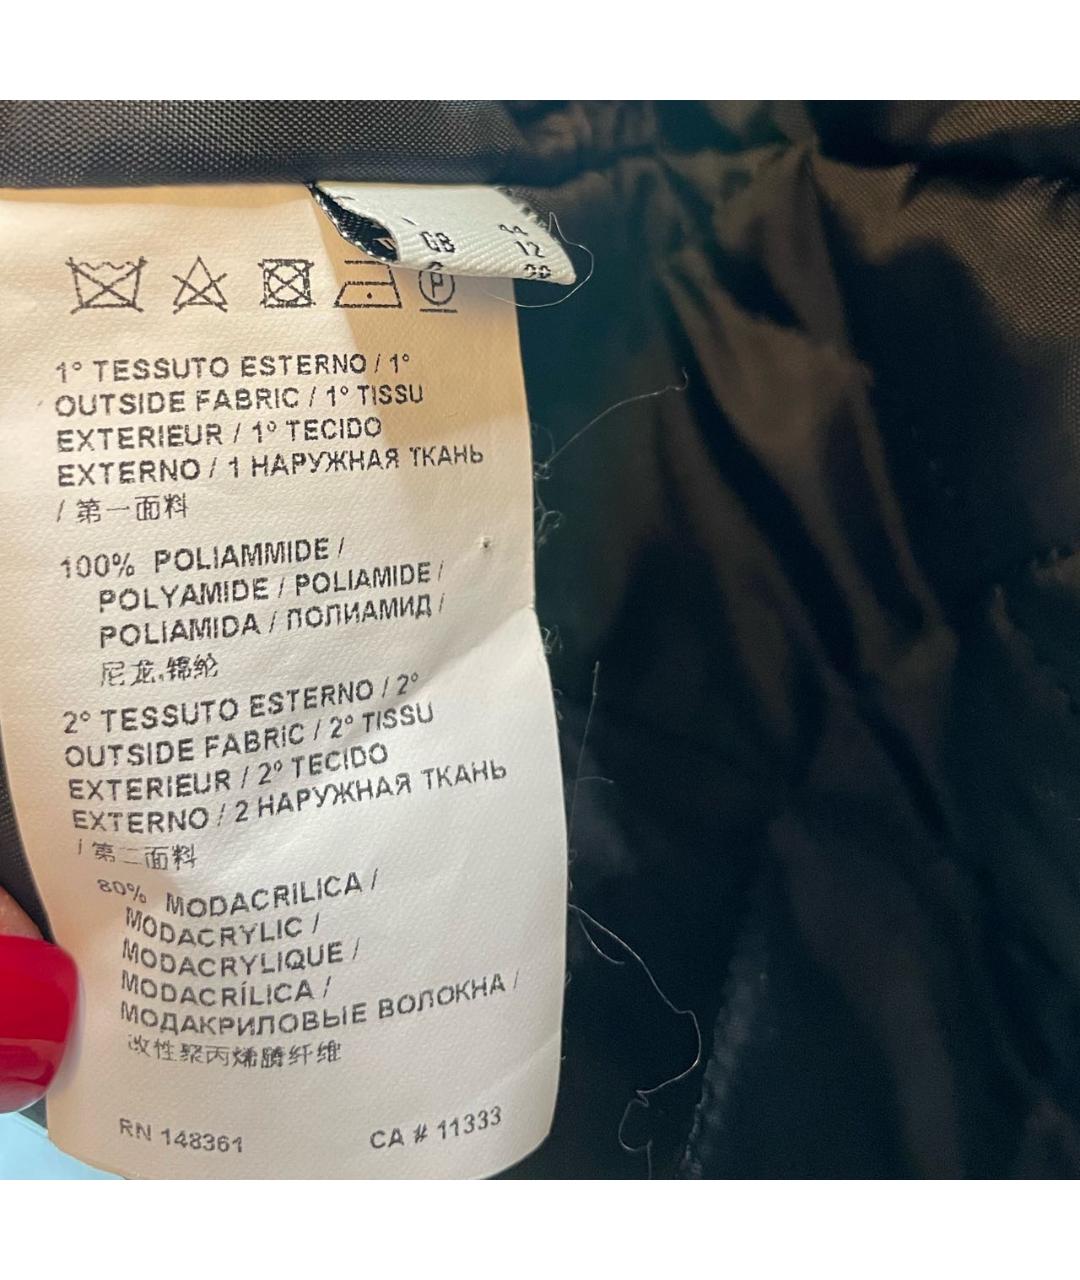 44
GB 12
1° TESSUTO ESTERNO / 1°
OUTSIDE FABRIC / 1° TISSU
EXTERIEUR / 1° TECIDO
EXTERNO / 1 НАРУЖНАЯ ТКАНЬ
/ 第一面料
100% POLIAMMIDE /
POLYAMIDE / POLIAMIDE /
POLIAMIDA / ПОЛИАМИД /
尼龙,锦纶
2° TESSUTO ESTERNO / 2°
OUTSIDE FABRIC / 2° TISSU
EXTERIEUR / 2° TECIDO
EXTERNO / 2 НАРУЖНАЯ ТКАНЬ
/ 第二面料
80% MODACRILICA /
MODACRYLIC /
MODACRYLIQUE /
MODACRÍLICA /
МОДАКРИЛОВЫЕ ВОЛОКНА /
改性聚丙烯腈纤维
RN 148361 CA # 11333